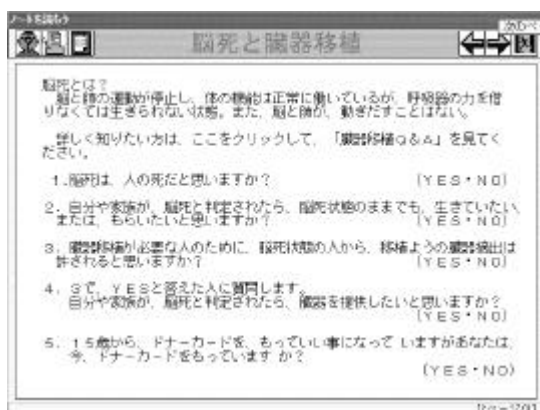 ノートを読もう
次のペ
脳死と臓器移植
脳死とは？
脳と肺の運動が停止し、体の機能は正常に働いているが、呼吸器の力を借
りなくては生きられない状態。また、脳と肺が、動きだすことはない。
詳しく知りたい方は、ここをクリックして、「臓器移植Ｑ＆Ａ」を見てく
ださい。
１．脳死は、人の死だと思いますか？ （ＹＥＳ・ＮＯ）
２．自分や家族が、脳死と判定されたら、脳死状態のままでも、生きていたい、
または、もらいたいと思いますか？ （ＹＥＳ・ＮＯ）
３．臓器移植が必要な人のために、脳死状態の人から、移植ようの臓器摘出は
許されると思いますか？ （ＹＥＳ・ＮＯ）
４．３で、ＹＥＳと答えた人に質問します。
自分や家族が、脳死と判定されたら、臓器を提供したいと思いますか？
（ＹＥＳ・ＮＯ）
５．１５歳から、ドナーカードを、もっていい事になって いますがあなたは、
今、ドナーカードをもっています か？
（ＹＥＳ・ＮＯ）